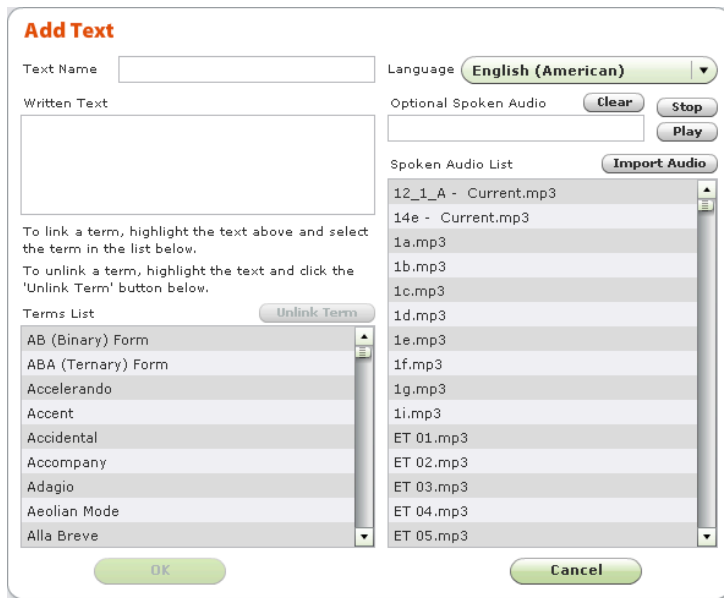 Add Text
Text Name
Written Text
To link a term, highlight the text above and select
the term in the list below.
To unlink a term, highlight the text and click the
'Unlink Term' button below.
Terms List
Unlink Term
AB (Binary) Form
ABA (Ternary) Form
Accelerando
Accent
Accidental
Accompany
Adagio
Aeolian Mode
Alla Breve
OK
Language
English (American)
Optional Spoken Audio
Clear
Stop
Play
Spoken Audio List
Import Audio
12_1_A - Current.mp3
14e - Current.mp3
1a.mp3
1b.mp3
1c.mp3
1d.mp3
1e.mp3
1f.mp3
1g.mp3
1i.mp3
ET 01.mp3
ET 02.mp3
ET 03.mp3
ET 04.mp3
ET 05.mp3
Cancel